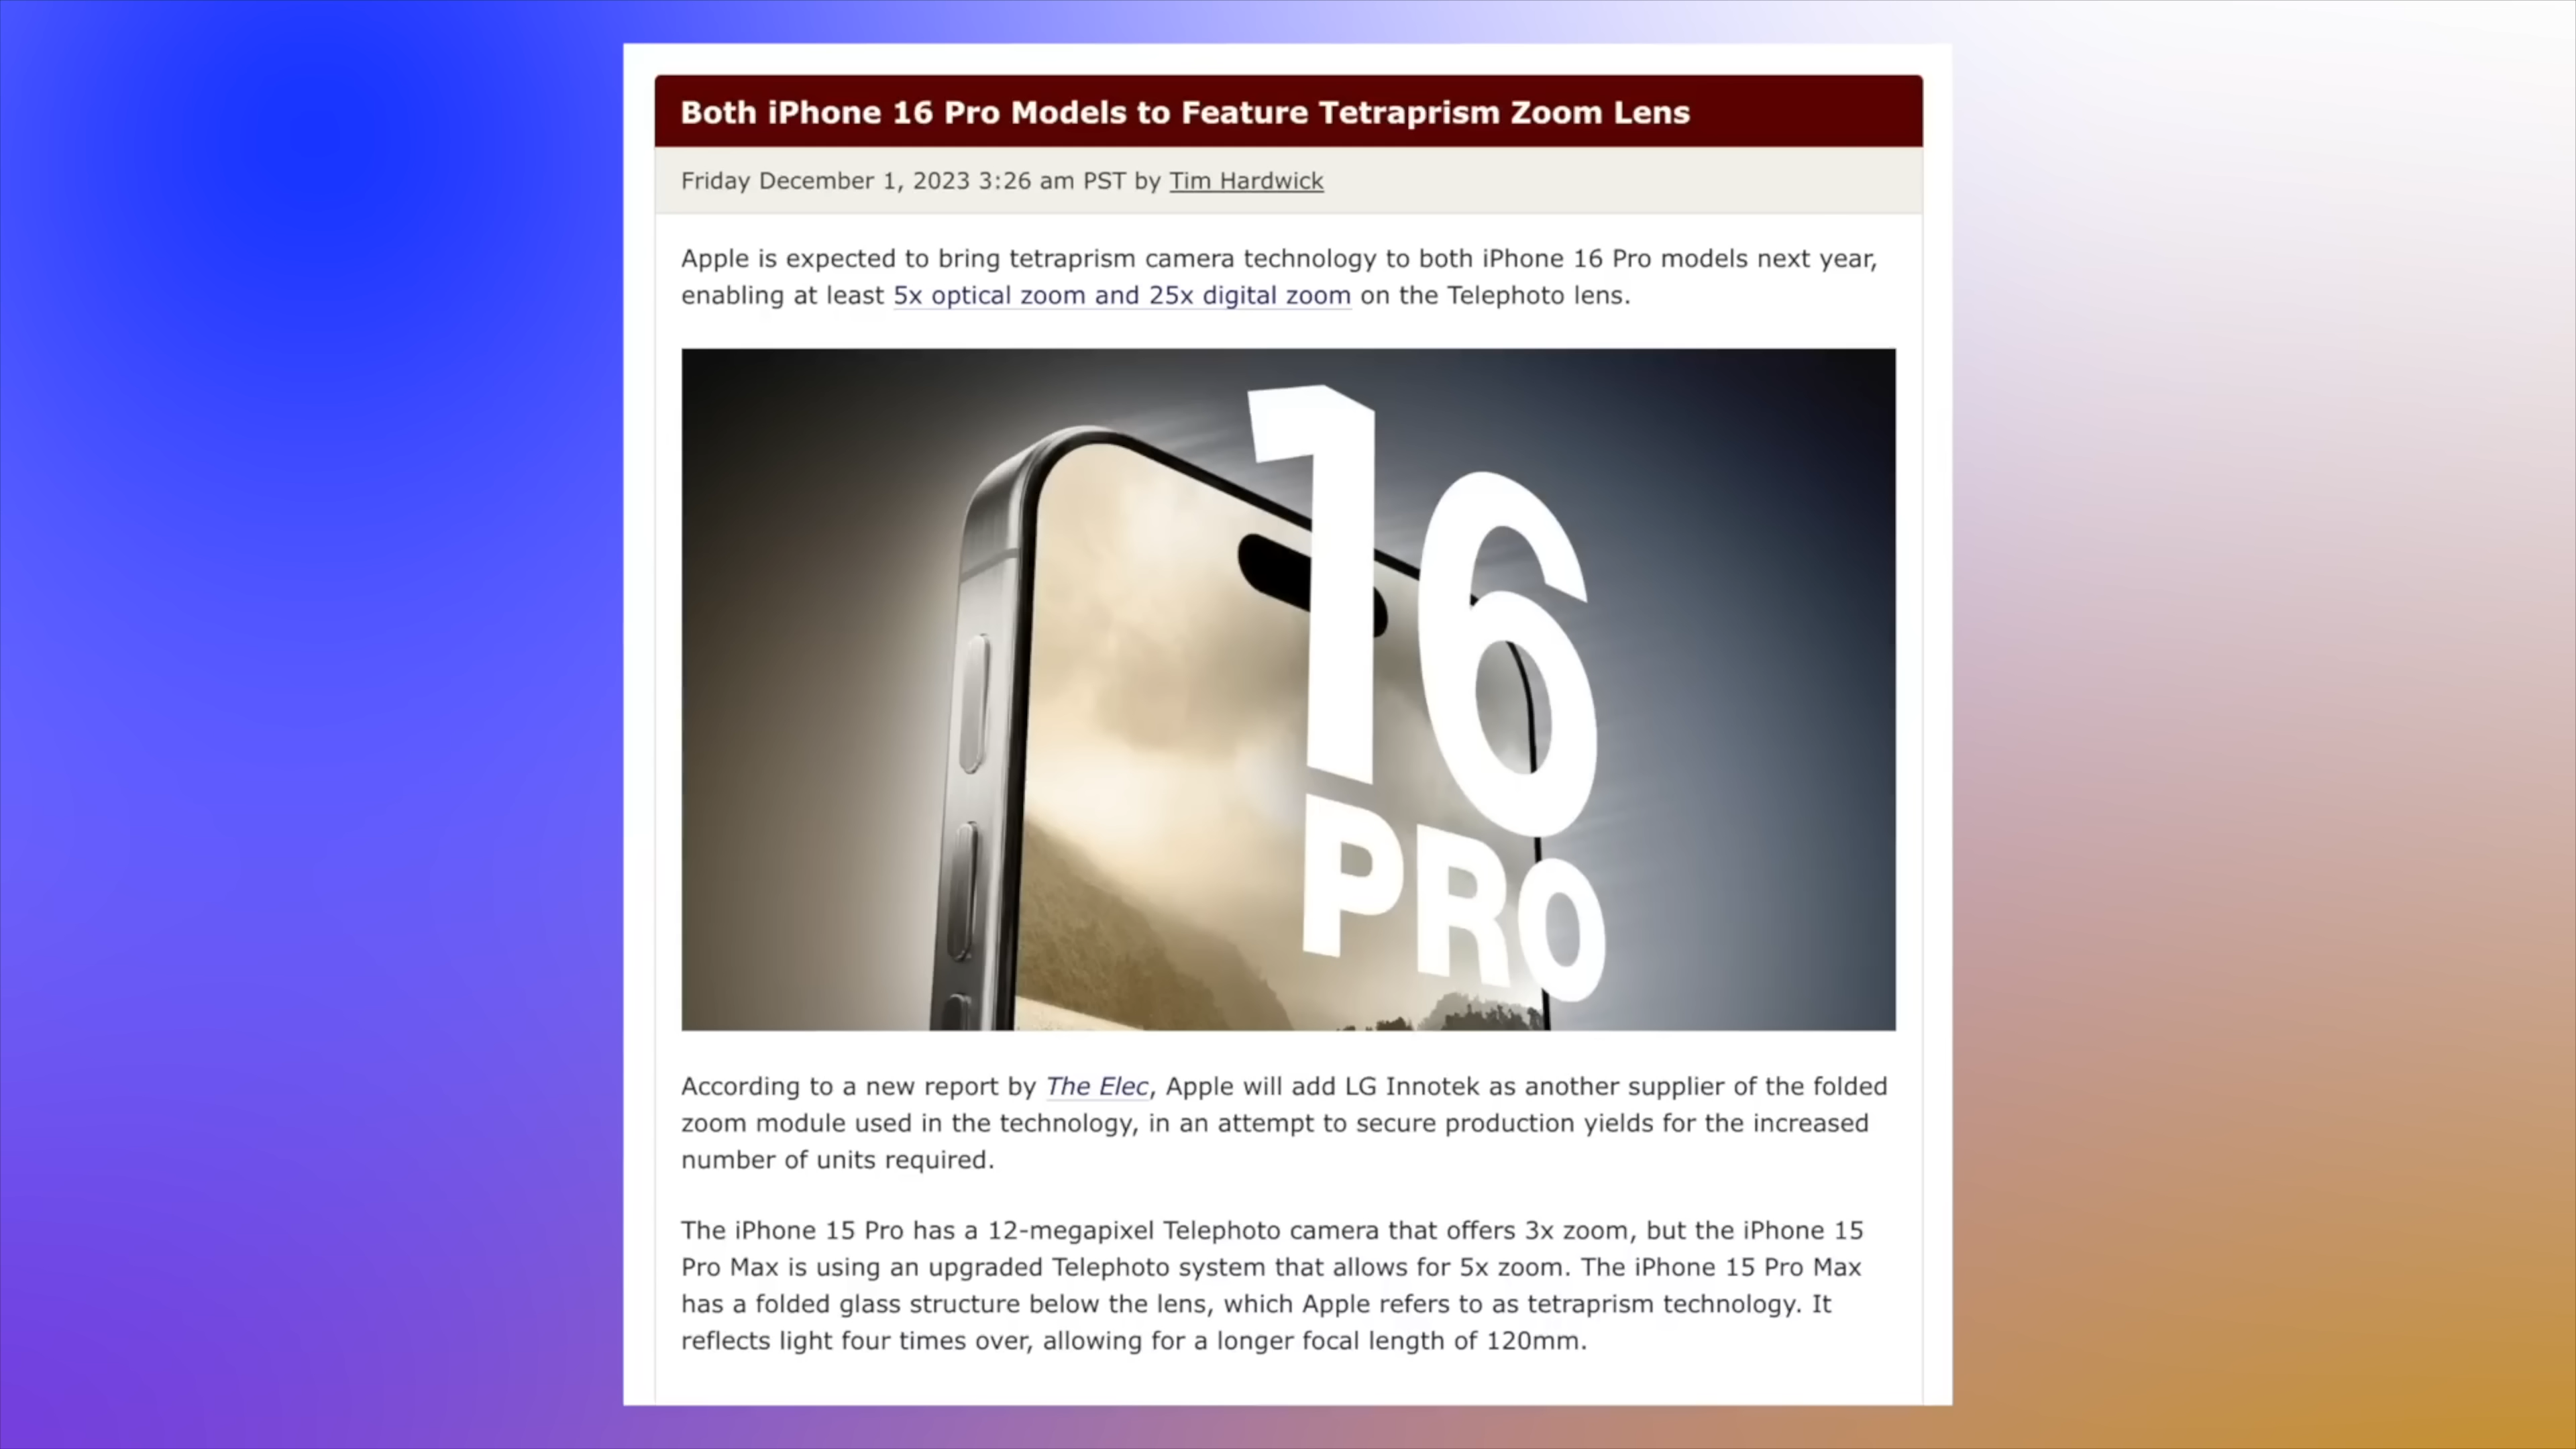 Both iPhone 16 Pro Models to Feature Tetraprism Zoom Lens
Friday December 1, 2023 3:26 am PST by Tim Hardwick
Apple is expected to bring tetraprism camera technology to both iPhone 16 Pro models next year,
enabling at least 5x optical zoom and 25x digital zoom on the Telephoto lens.
16
PRO
According to a new report by The Elec, Apple will add LG Innotek as another supplier of the folded
zoom module used in the technology, in an attempt to secure production yields for the increased
number of units required.
The iPhone 15 Pro has a 12-megapixel Telephoto camera that offers 3x zoom, but the iPhone 15
Pro Max is using an upgraded Telephoto system that allows for 5x zoom. The iPhone 15 Pro Max
has a folded glass structure below the lens, which Apple refers to as tetraprism technology. It
reflects light four times over, allowing for a longer focal length of 120mm.